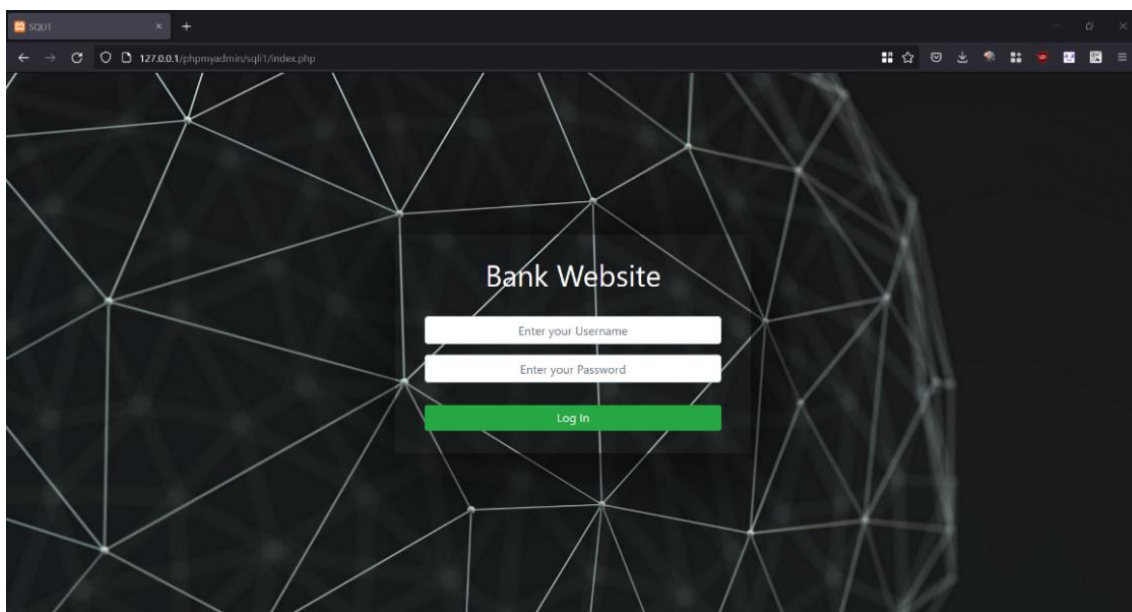 SQLI1
127.0.0.1/phpmyadmin/sqli1/index.php
Bank Website
Enter your Username
Enter your Password
Log In